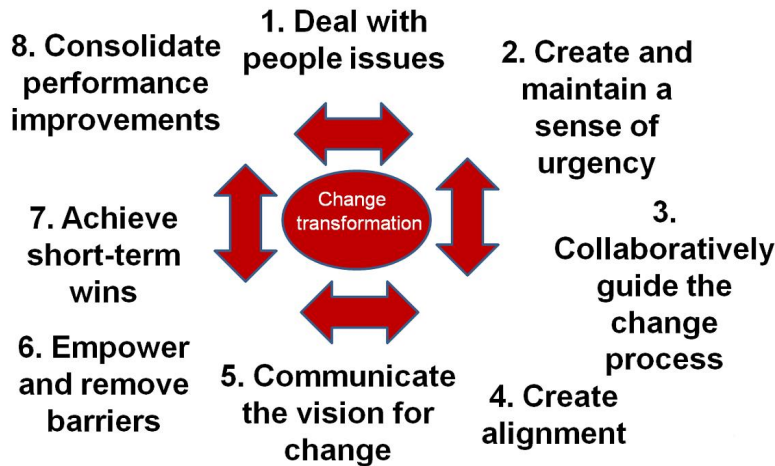 1. Deal with
people issues
2. Create and
maintain a
sense of
urgency
3.
Collaboratively
guide the
change
process
4. Create
alignment
5. Communicate
the vision for
change
6. Empower
and remove
barriers
7. Achieve
short-term
wins
8. Consolidate
performance
improvements
Change
transformation